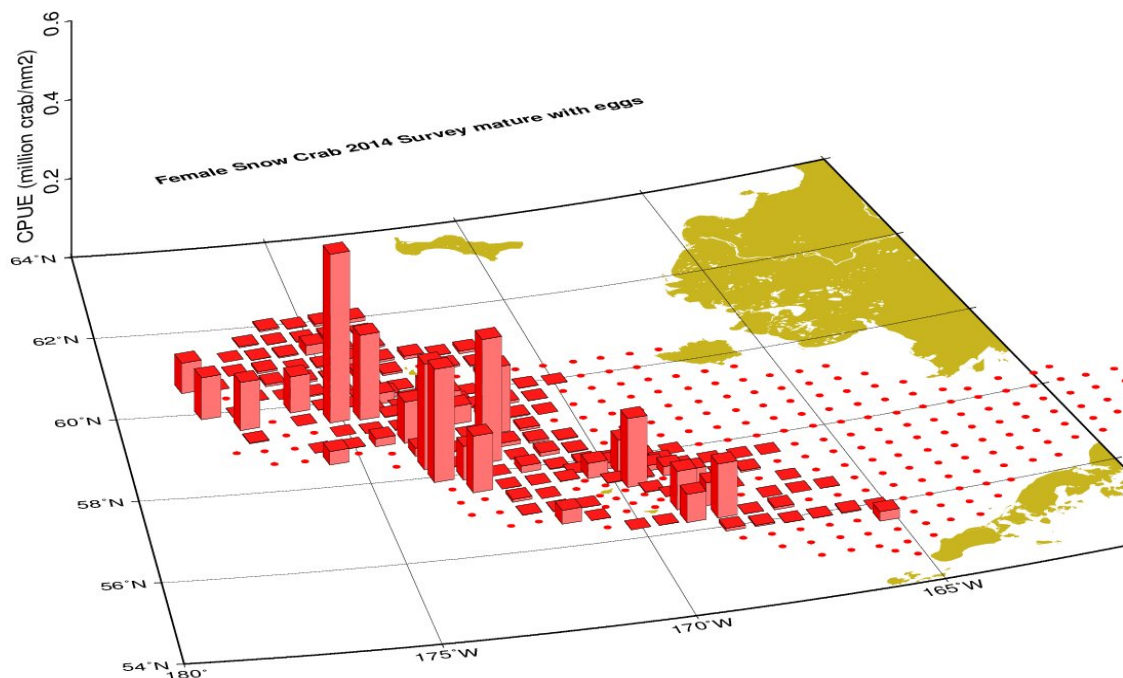 0.6
0.4
0.2
CPUE (million crab/nm2)
Female Snow Crab 2014 Survey mature with eggs
64°N
62°N
60°N
58°N
56°N
54°N
180°
175°W
170°W
165°W